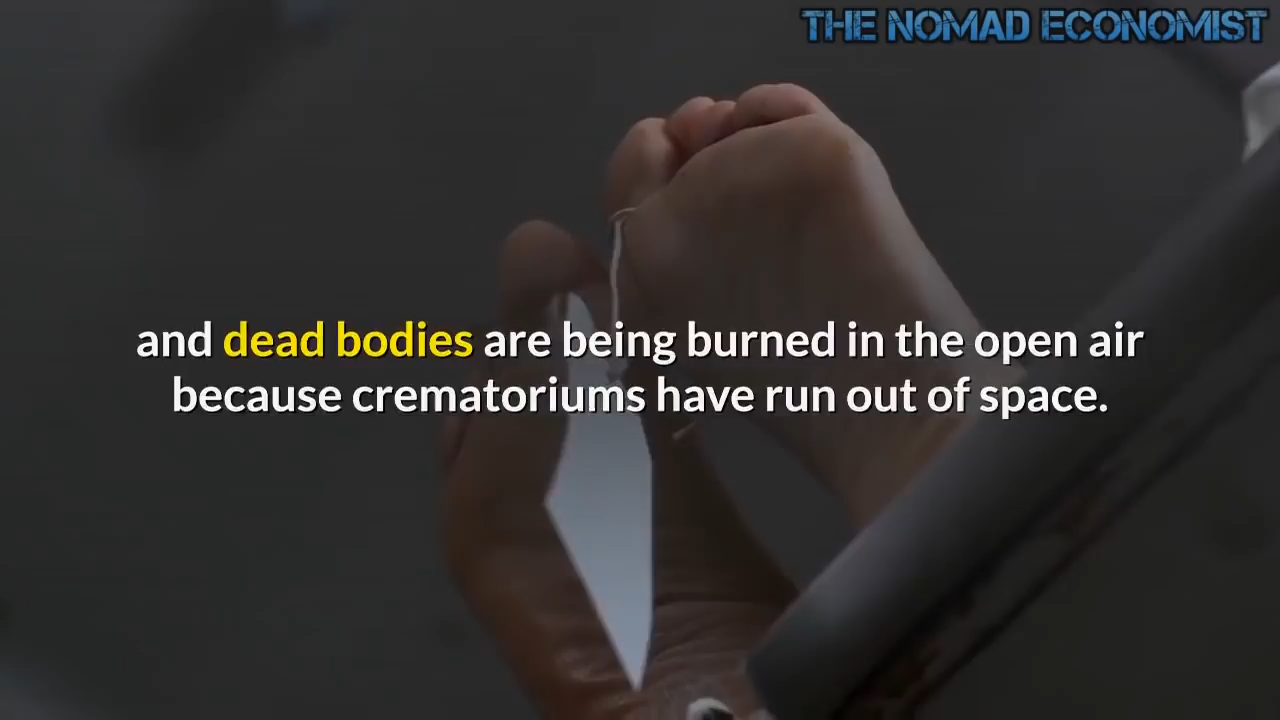 THE NOMAD ECONOMIST
and dead bodies are being burned in the open air
because crematoriums have run out of space.